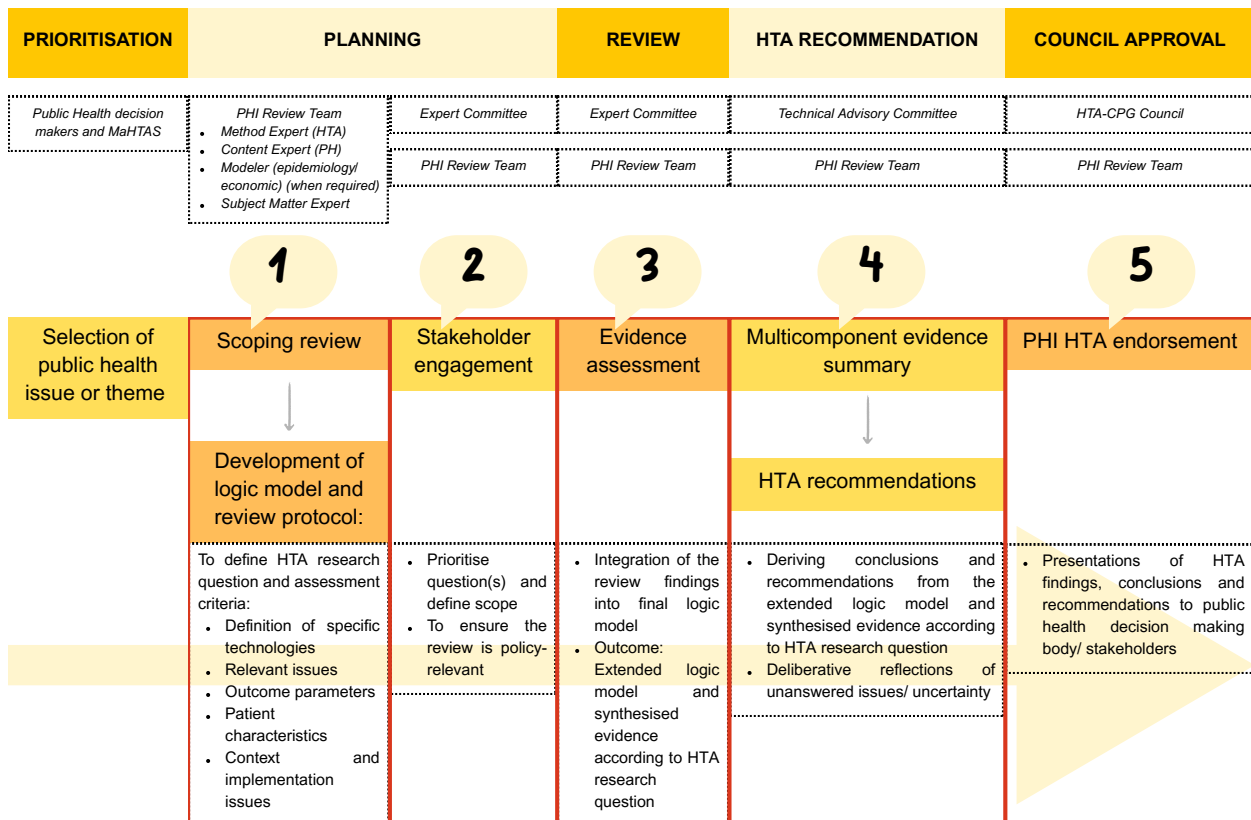 PRIORITISATION
PLANNING
REVIEW
HTA RECOMMENDATION
COUNCIL APPROVAL
Public Health decision
makers and MaHTAS
PHI Review Team
• Method Expert (HTA)
• Content Expert (PH)
• Modeler (epidemiology/
economic) (when required)
• Subject Matter Expert
Expert Committee
PHI Review Team
Expert Committee
PHI Review Team
Technical Advisory Committee
PHI Review Team
HTA-CPG Council
PHI Review Team
1
2
3
4
5
Selection of
public health
issue or theme
Scoping review
Development of
logic model and
review protocol:
To define HTA research
question and assessment
criteria:
• Definition of specific
technologies
• Relevant issues
• Outcome parameters
• Patient
characteristics
• Context and
implementation
issues
Stakeholder
engagement
• Prioritise
question(s) and
define scope
• To ensure the
review is policy-
relevant
Evidence
assessment
• Integration of the
review findings
into final logic
model
• Outcome:
Extended logic
model and
synthesised
evidence
according to HTA
research
question
Multicomponent evidence
summary
HTA recommendations
• Deriving conclusions and
recommendations from the
extended logic model and
synthesised evidence according
to HTA research question
• Deliberative reflections of
unanswered issues/ uncertainty
PHI HTA endorsement
• Presentations of HTA
findings, conclusions and
recommendations to public
health decision making
body/ stakeholders